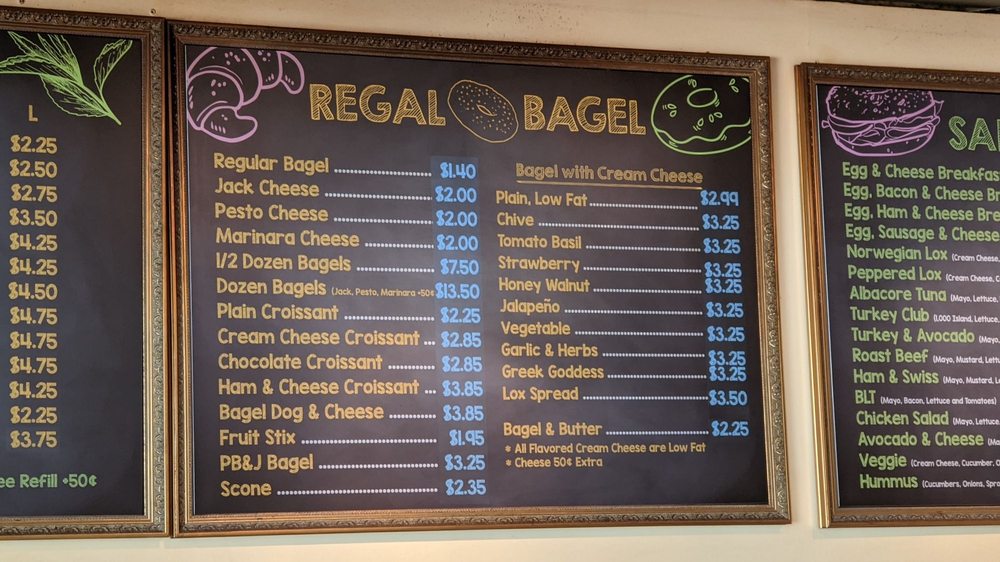 L
$2.25
$2.50
$2.75
$3.50
$4.25
$4.25
$4.50
$4.75
$4.75
$4.75
$4.25
$2.25
$3.75
ee Refill +50¢
REGAL BAGEL
Regular Bagel $1.40
Jack Cheese $2.00
Pesto Cheese $2.00
Marinara Cheese $2.00
1/2 Dozen Bagels $7.50
Dozen Bagels (Jack, Pesto, Marinara +50¢ $13.50
Plain Croissant $2.25
Cream Cheese Croissant $2.85
Chocolate Croissant $2.85
Ham & Cheese Croissant $3.85
Bagel Dog & Cheese $3.85
Fruit Stix $1.95
PB&J Bagel $3.25
Scone $2.35
Bagel with Cream Cheese
Plain, Low Fat $2.99
Chive $3.25
Tomato Basil $3.25
Strawberry $3.25
Honey Walnut $3.25
Jalapeño $3.25
Vegetable $3.25
Garlic & Herbs $3.25
Greek Goddess $3.25
Lox Spread $3.50
Bagel & Butter $2.25
* All Flavored Cream Cheese are Low Fat
* Cheese 50¢ Extra
SA
Egg & Cheese Breakfas
Egg, Bacon & Cheese Br
Egg, Ham & Cheese Bre
Egg, Sausage & Cheese
Norwegian Lox (Cream Cheese,
Peppered Lox (Cream Cheese, C
Albacore Tuna (Mayo, Lettuce,
Turkey Club (1,000 Island, Lettuce,
Turkey & Avocado (Mayo,
Roast Beef (Mayo, Mustard, Lett
Ham & Swiss (Mayo, Mustard, L
BLT (Mayo, Bacon, Lettuce and Tomatoes)
Chicken Salad (Mayo, Lettuce,
Avocado & Cheese (Ma
Veggie (Cream Cheese, Cucumber, O
Hummus (Cucumbers, Onions, Spro